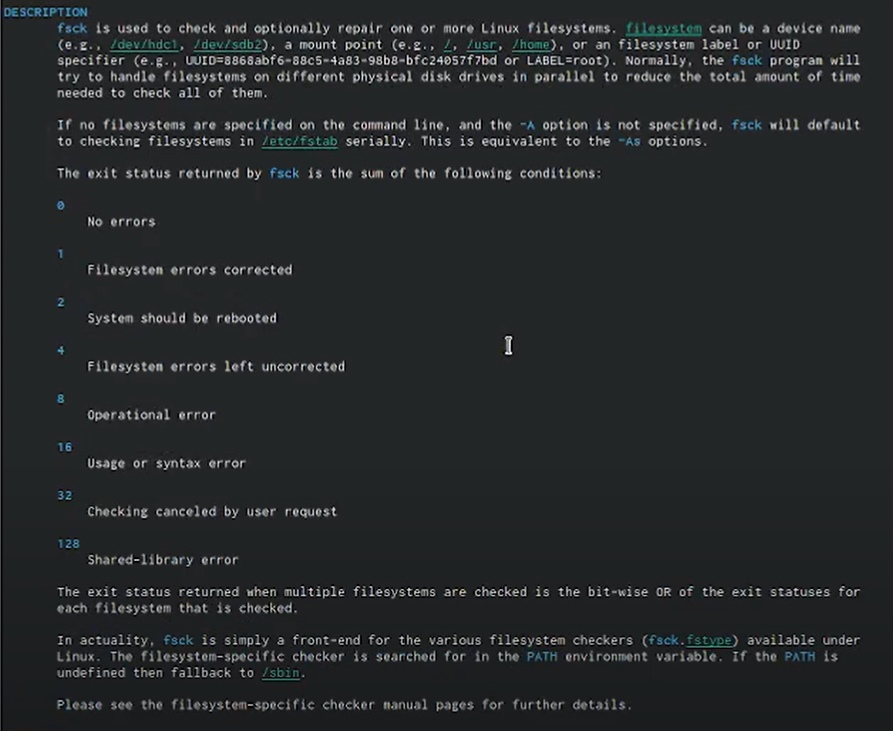 DESCRIPTION
fsck is used to check and optionally repair one or more Linux filesystems. filesystem can be a device name
(e.g., /dev/hdc1, /dev/sdb2), a mount point (e.g., /, /usr, /home), or an filesystem label or UUID
specifier (e.g., UUID=8868abf6-88c5-4a83-98b8-bfc24057f7bd or LABEL=root). Normally, the fsck program will
try to handle filesystems on different physical disk drives in parallel to reduce the total amount of time
needed to check all of them.
If no filesystems are specified on the command line, and the -A option is not specified, fsck will default
to checking filesystems in /etc/fstab serially. This is equivalent to the -As options.
The exit status returned by fsck is the sum of the following conditions:
0
No errors
1
Filesystem errors corrected
2
System should be rebooted
4
Filesystem errors left uncorrected
8
Operational error
16
Usage or syntax error
32
Checking canceled by user request
128
Shared-library error
The exit status returned when multiple filesystems are checked is the bit-wise OR of the exit statuses for
each filesystem that is checked.
In actuality, fsck is simply a front-end for the various filesystem checkers (fsck.fstype) available under
Linux. The filesystem-specific checker is searched for in the PATH environment variable. If the PATH is
undefined then fallback to /sbin.
Please see the filesystem-specific checker manual pages for further details.